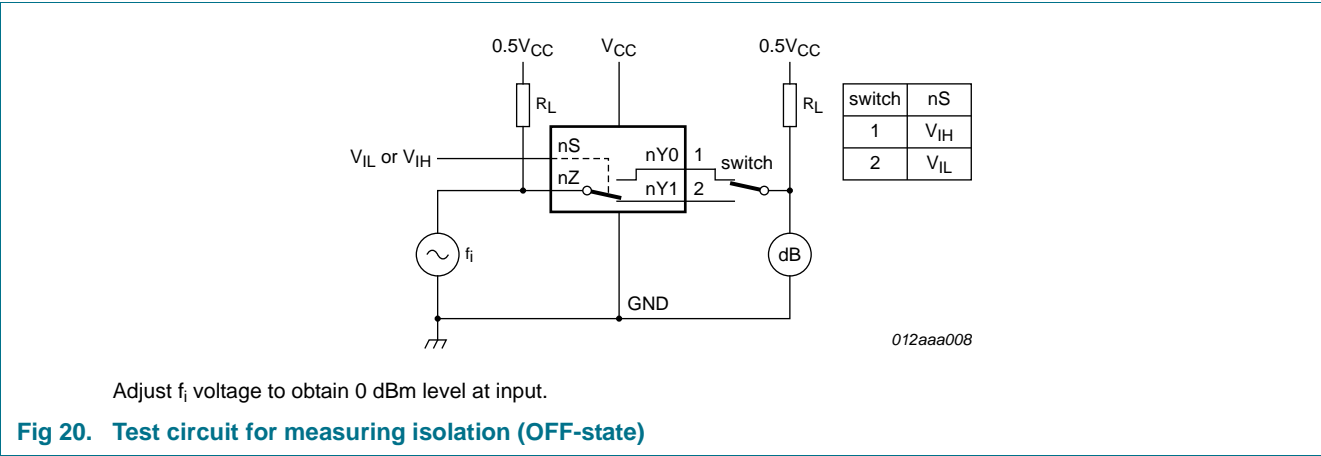 0.5VCC VCC 0.5VCC
RL RL
switch nS
1 VIH
2 VIL
VIL or VIH
nS nY0 1 switch
nZ nY1 2
fi dB
GND
012aaa008
Adjust fi voltage to obtain 0 dBm level at input.
Fig 20. Test circuit for measuring isolation (OFF-state)